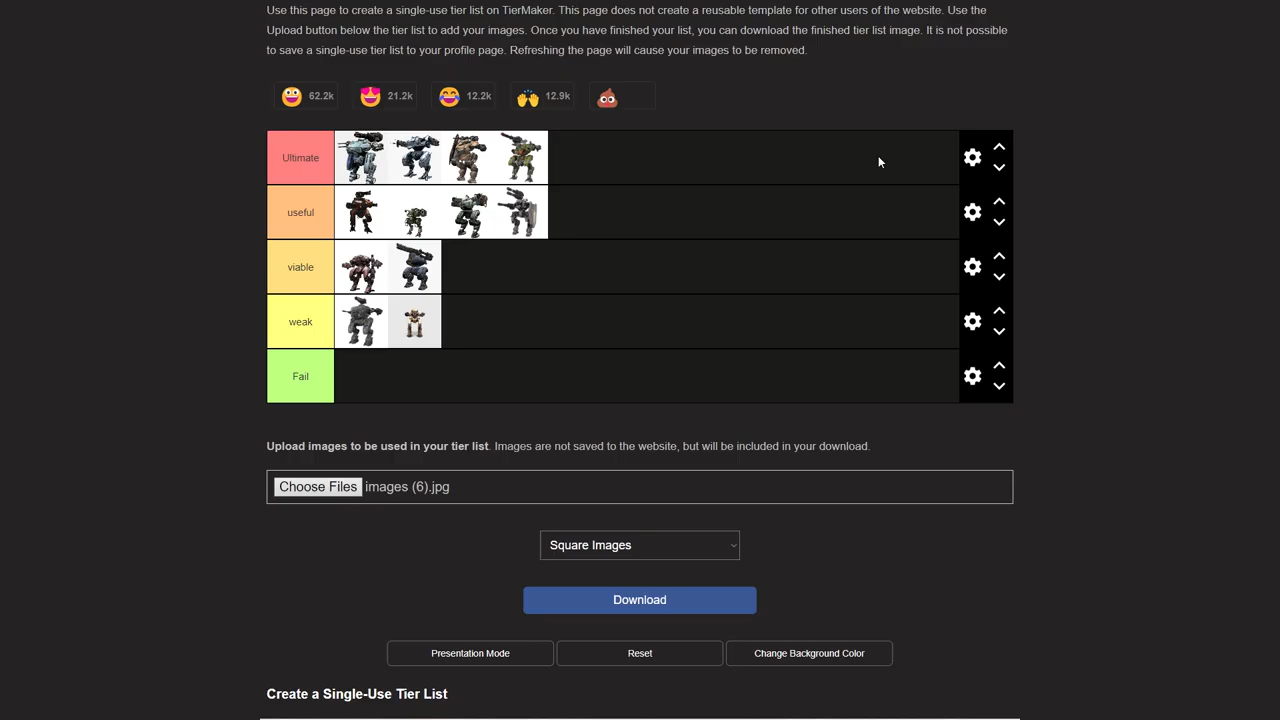 Use this page to create a single-use tier list on TierMaker. This page does not create a reusable template for other users of the website. Use the
Upload button below the tier list to add your images. Once you have finished your list, you can download the finished tier list image. It is not possible
to save a single-use tier list to your profile page. Refreshing the page will cause your images to be removed.
62.2k 21.2k 12.2k 12.9k
Ultimate
useful
viable
weak
Fail
Upload images to be used in your tier list. Images are not saved to the website, but will be included in your download.
Choose Files images (6).jpg
Square Images
Download
Presentation Mode Reset Change Background Color
Create a Single-Use Tier List